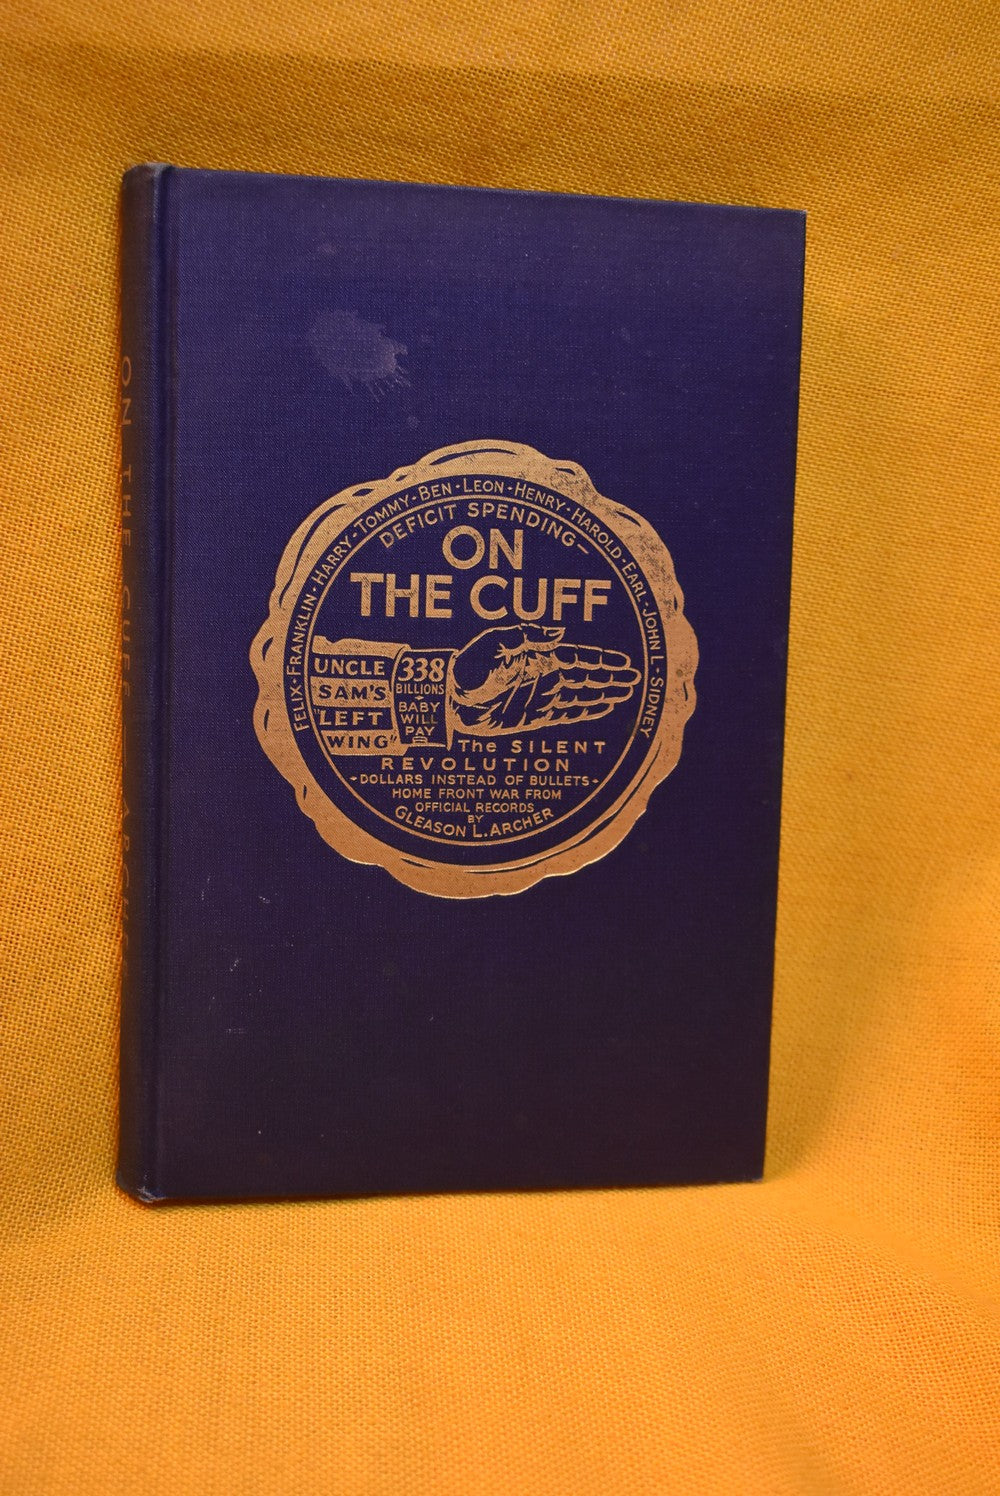 FELIX · FRANKLIN · HARRY · TOMMY · BEN · LEON · HENRY · HAROLD · EARL · JOHN L · SIDNEY
DEFICIT SPENDING~
ON
THE CUFF
UNCLE
SAM'S
"LEFT
WING"
338
BILLIONS
BABY
WILL
PAY
The SILENT
REVOLUTION
· DOLLARS INSTEAD OF BULLETS ·
HOME FRONT WAR FROM
OFFICIAL RECORDS
BY
GLEASON L. ARCHER
ON THE CUFF ARCHER